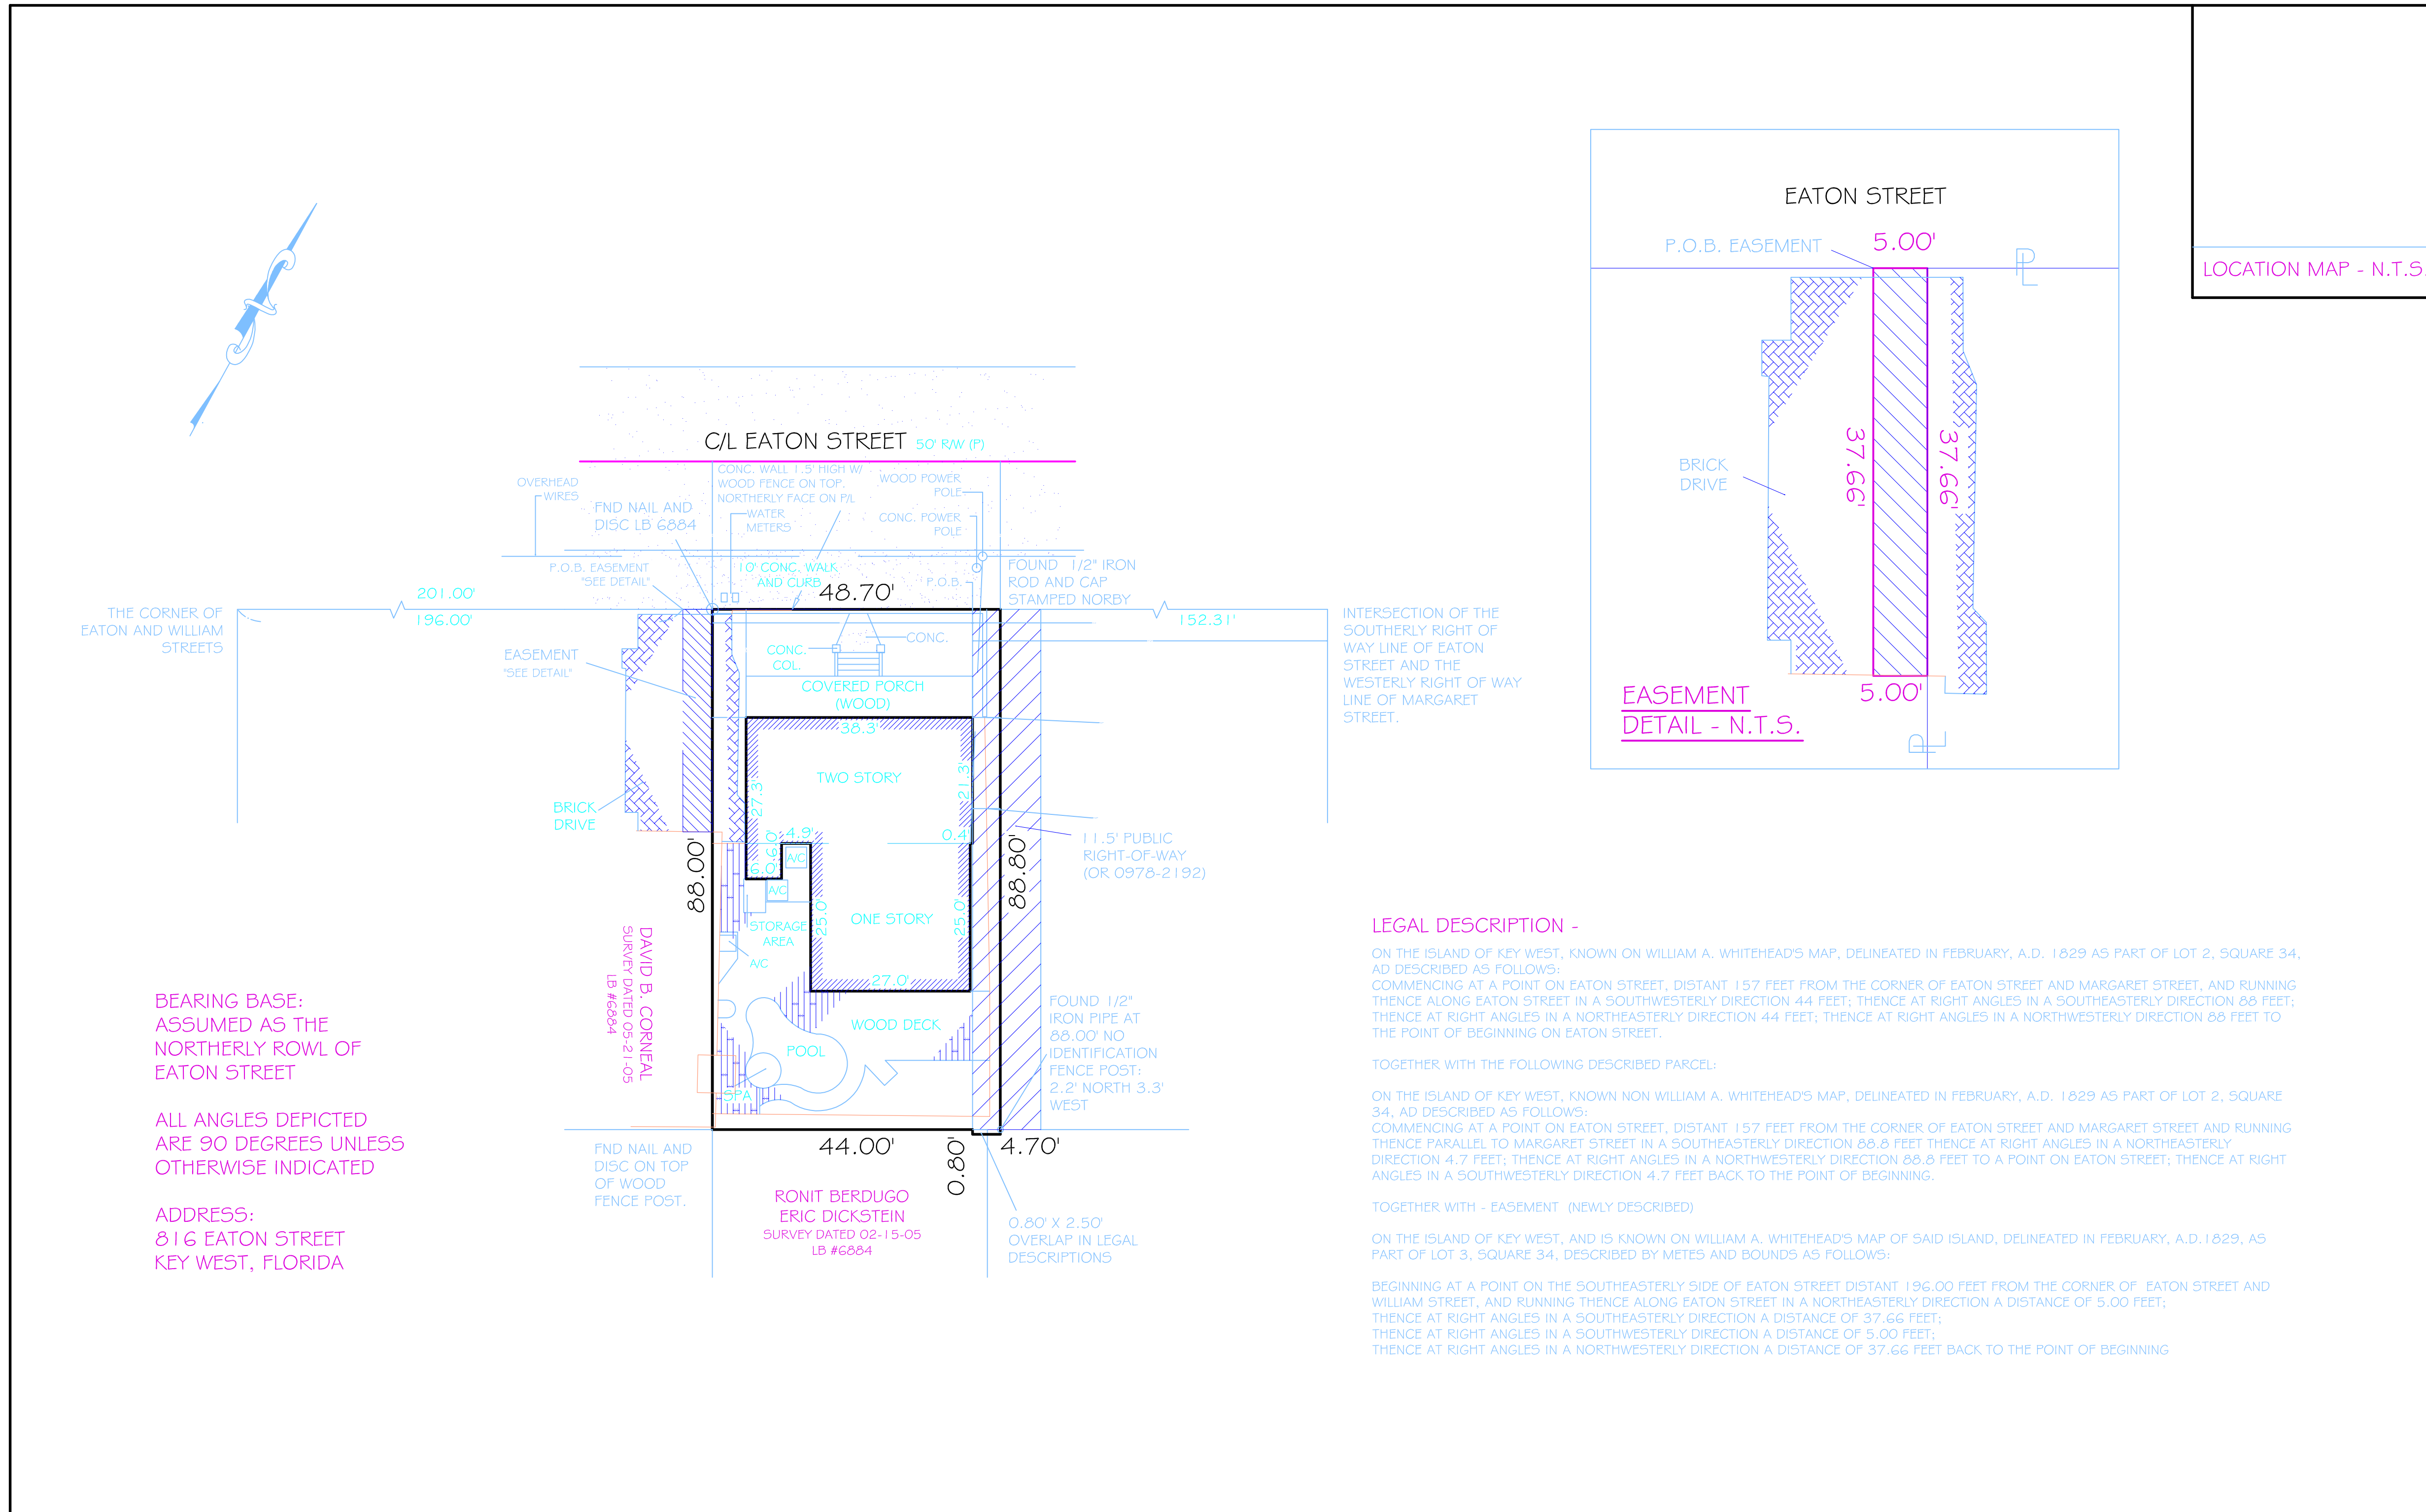 LOCATION MAP - N.T.S.
EATON STREET
P.O.B. EASEMENT
5.00'
PL
37.66'
37.66'
BRICK
DRIVE
5.00'
PL
EASEMENT
DETAIL - N.T.S.
C/L EATON STREET 50' R/W (P)
CONC. WALL 1.5' HIGH W/
WOOD FENCE ON TOP.
NORTHERLY FACE ON P/L
WOOD POWER
POLE
OVERHEAD
WIRES
FND NAIL AND
DISC LB 6884
WATER
METERS
CONC. POWER
POLE
P.O.B. EASEMENT
"SEE DETAIL"
10' CONC. WALK
AND CURB
P.O.B.
FOUND 1/2" IRON
ROD AND CAP
STAMPED NORBY
48.70'
201.00'
196.00'
152.31'
THE CORNER OF
EATON AND WILLIAM
STREETS
INTERSECTION OF THE
SOUTHERLY RIGHT OF
WAY LINE OF EATON
STREET AND THE
WESTERLY RIGHT OF WAY
LINE OF MARGARET
STREET.
EASEMENT
"SEE DETAIL"
CONC.
CONC.
COL.
COVERED PORCH
(WOOD)
38.3'
TWO STORY
27.3'
21.3'
BRICK
DRIVE
4.9'
0.4'
6.0'
A/C
6.0'
A/C
11.5' PUBLIC
RIGHT-OF-WAY
(OR 0978-2192)
88.00'
88.80'
25.0'
ONE STORY
25.0'
STORAGE
AREA
A/C
27.0'
DAVID B. CORNEAL
SURVEY DATED 05-21-05
LB #6884
WOOD DECK
POOL
SPA
FOUND 1/2"
IRON PIPE AT
88.00' NO
IDENTIFICATION
FENCE POST:
2.2' NORTH 3.3'
WEST
44.00'
0.80'
4.70'
FND NAIL AND
DISC ON TOP
OF WOOD
FENCE POST.
RONIT BERDUGO
ERIC DICKSTEIN
SURVEY DATED 02-15-05
LB #6884
0.80' X 2.50'
OVERLAP IN LEGAL
DESCRIPTIONS
BEARING BASE:
ASSUMED AS THE
NORTHERLY ROWL OF
EATON STREET
ALL ANGLES DEPICTED
ARE 90 DEGREES UNLESS
OTHERWISE INDICATED
ADDRESS:
816 EATON STREET
KEY WEST, FLORIDA
LEGAL DESCRIPTION -
ON THE ISLAND OF KEY WEST, KNOWN ON WILLIAM A. WHITEHEAD'S MAP, DELINEATED IN FEBRUARY, A.D. 1829 AS PART OF LOT 2, SQUARE 34,
AD DESCRIBED AS FOLLOWS:
COMMENCING AT A POINT ON EATON STREET, DISTANT 157 FEET FROM THE CORNER OF EATON STREET AND MARGARET STREET, AND RUNNING
THENCE ALONG EATON STREET IN A SOUTHWESTERLY DIRECTION 44 FEET; THENCE AT RIGHT ANGLES IN A SOUTHEASTERLY DIRECTION 88 FEET;
THENCE AT RIGHT ANGLES IN A NORTHEASTERLY DIRECTION 44 FEET; THENCE AT RIGHT ANGLES IN A NORTHWESTERLY DIRECTION 88 FEET TO
THE POINT OF BEGINNING ON EATON STREET.
TOGETHER WITH THE FOLLOWING DESCRIBED PARCEL:
ON THE ISLAND OF KEY WEST, KNOWN NON WILLIAM A. WHITEHEAD'S MAP, DELINEATED IN FEBRUARY, A.D. 1829 AS PART OF LOT 2, SQUARE
34, AD DESCRIBED AS FOLLOWS:
COMMENCING AT A POINT ON EATON STREET, DISTANT 157 FEET FROM THE CORNER OF EATON STREET AND MARGARET STREET AND RUNNING
THENCE PARALLEL TO MARGARET STREET IN A SOUTHEASTERLY DIRECTION 88.8 FEET THENCE AT RIGHT ANGLES IN A NORTHEASTERLY
DIRECTION 4.7 FEET; THENCE AT RIGHT ANGLES IN A NORTHWESTERLY DIRECTION 88.8 FEET TO A POINT ON EATON STREET; THENCE AT RIGHT
ANGLES IN A SOUTHWESTERLY DIRECTION 4.7 FEET BACK TO THE POINT OF BEGINNING.
TOGETHER WITH - EASEMENT (NEWLY DESCRIBED)
ON THE ISLAND OF KEY WEST, AND IS KNOWN ON WILLIAM A. WHITEHEAD'S MAP OF SAID ISLAND, DELINEATED IN FEBRUARY, A.D.1829, AS
PART OF LOT 3, SQUARE 34, DESCRIBED BY METES AND BOUNDS AS FOLLOWS:
BEGINNING AT A POINT ON THE SOUTHEASTERLY SIDE OF EATON STREET DISTANT 196.00 FEET FROM THE CORNER OF EATON STREET AND
WILLIAM STREET, AND RUNNING THENCE ALONG EATON STREET IN A NORTHEASTERLY DIRECTION A DISTANCE OF 5.00 FEET;
THENCE AT RIGHT ANGLES IN A SOUTHEASTERLY DIRECTION A DISTANCE OF 37.66 FEET;
THENCE AT RIGHT ANGLES IN A SOUTHWESTERLY DIRECTION A DISTANCE OF 5.00 FEET;
THENCE AT RIGHT ANGLES IN A NORTHWESTERLY DIRECTION A DISTANCE OF 37.66 FEET BACK TO THE POINT OF BEGINNING